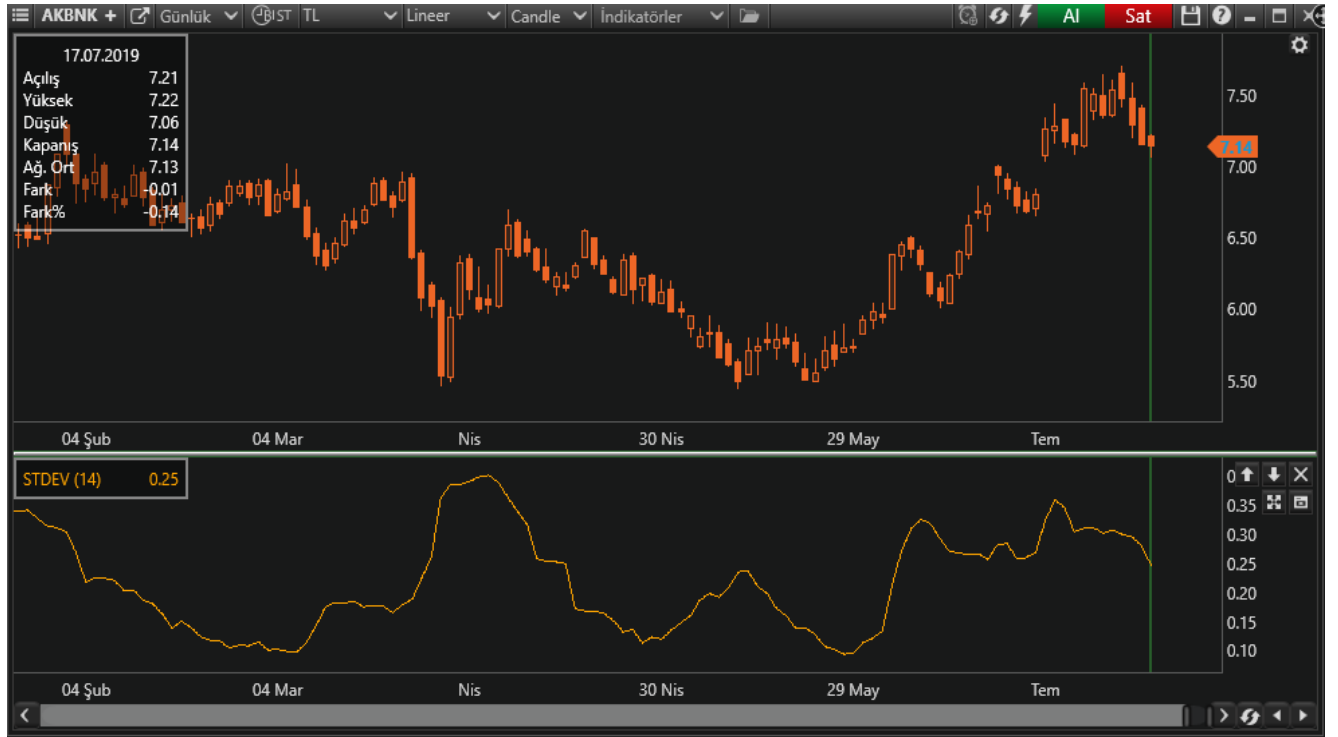 AKBNK + Günlük BIST TL Lineer Candle İndikatörler Al Sat
17.07.2019
Açılış 7.21
Yüksek 7.22
Düşük 7.06
Kapanış 7.14
Ağ. Ort 7.13
Fark -0.01
Fark% -0.14
7.50
7.14
7.00
6.50
6.00
5.50
04 Şub 04 Mar Nis 30 Nis 29 May Tem
STDEV (14) 0.25
0
0.35
0.30
0.25
0.20
0.15
0.10
04 Şub 04 Mar Nis 30 Nis 29 May Tem